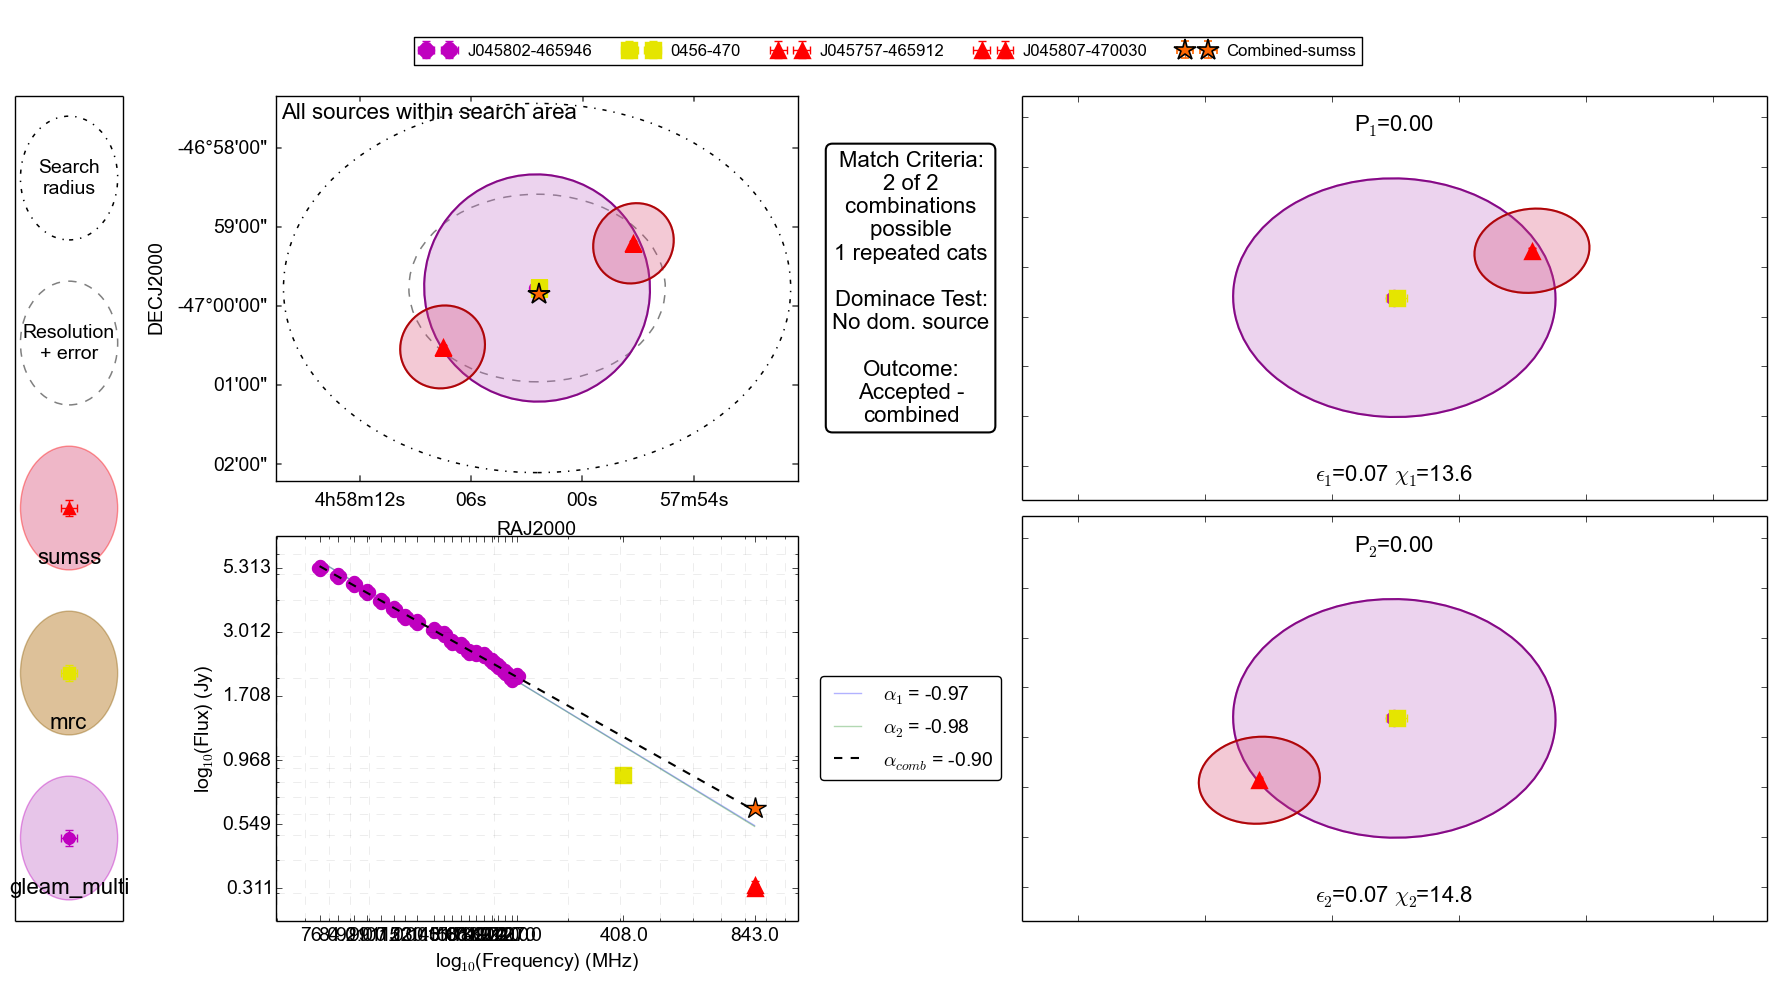 J045802-465946 0456-470 J045757-465912 J045807-470030 Combined-sumss
Search
radius
Resolution
+ error
sumss
mrc
gleam_multi
All sources within search area
DECJ2000
-46°58'00"
59'00"
-47°00'00"
01'00"
02'00"
4h58m12s 06s 00s 57m54s
RAJ2000
Match Criteria:
2 of 2
combinations
possible
1 repeated cats
Dominace Test:
No dom. source
Outcome:
Accepted -
combined
P₁=0.00
ϵ₁=0.07 χ₁=13.6
P₂=0.00
ϵ₂=0.07 χ₂=14.8
log₁₀(Flux) (Jy)
5.313
3.012
1.708
0.968
0.549
0.311
408.0 843.0
log₁₀(Frequency) (MHz)
α₁ = -0.97
α₂ = -0.98
α_comb = -0.90